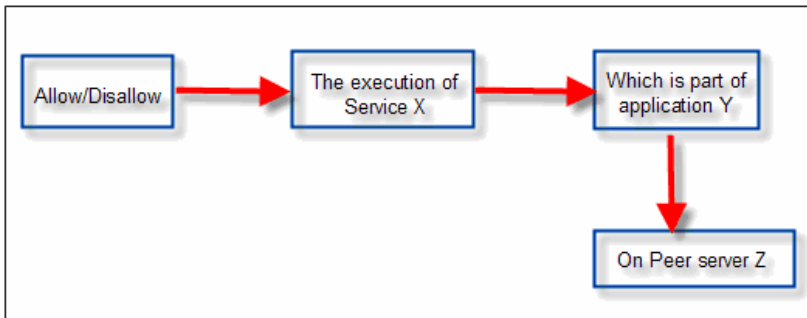 Allow/Disallow
The execution of
Service X
Which is part of
application Y
On Peer server Z